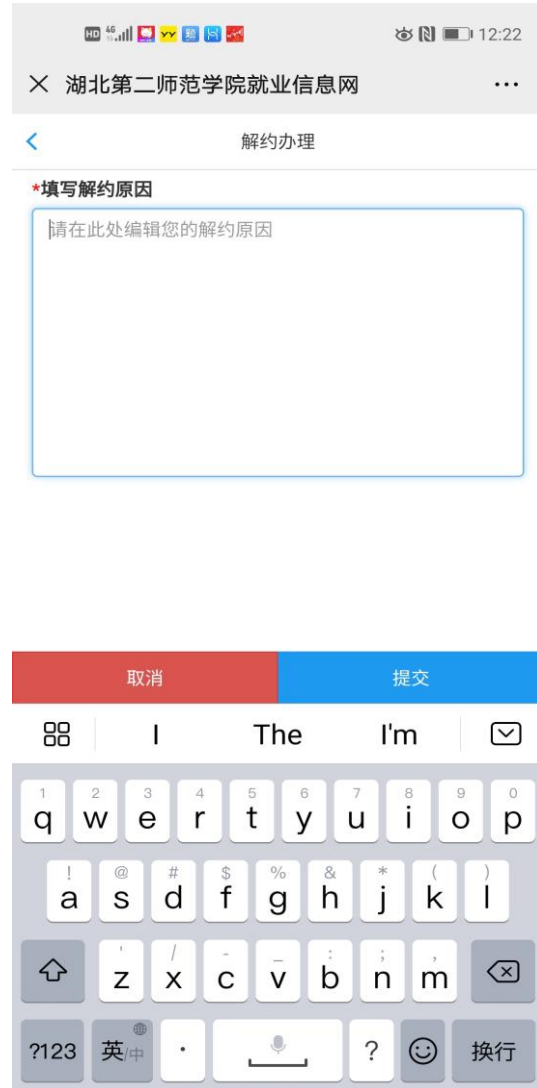 HD 4G 12:22
湖北第二师范学院就业信息网
解约办理
*填写解约原因
请在此处编辑您的解约原因
取消 提交
I The I'm
1 2 3 4 5 6 7 8 9 0
q w e r t y u i o p
! @ # $ % & * ( )
a s d f g h j k l
' / - _ : ; ,
z x c v b n m
?123 英/中 · ? 换行